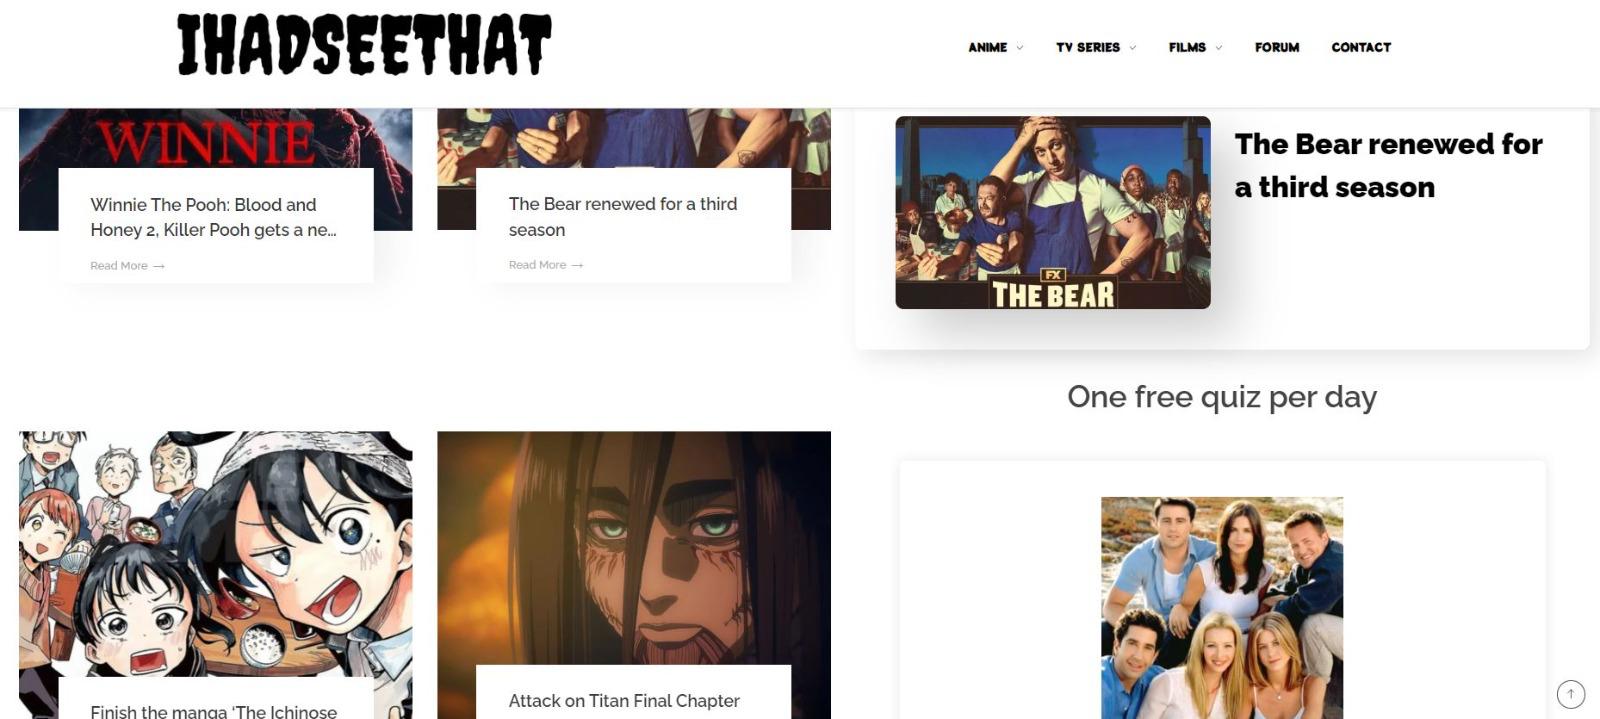 IHADSEETHAT
ANIME
TV SERIES
FILMS
FORUM
CONTACT
WINNIE
Winnie The Pooh: Blood and
Honey 2, Killer Pooh gets a ne...
Read More →
The Bear renewed for a third
season
Read More →
FX
THE BEAR
The Bear renewed for
a third season
One free quiz per day
Finish the manga ‘The Ichinose
Attack on Titan Final Chapter